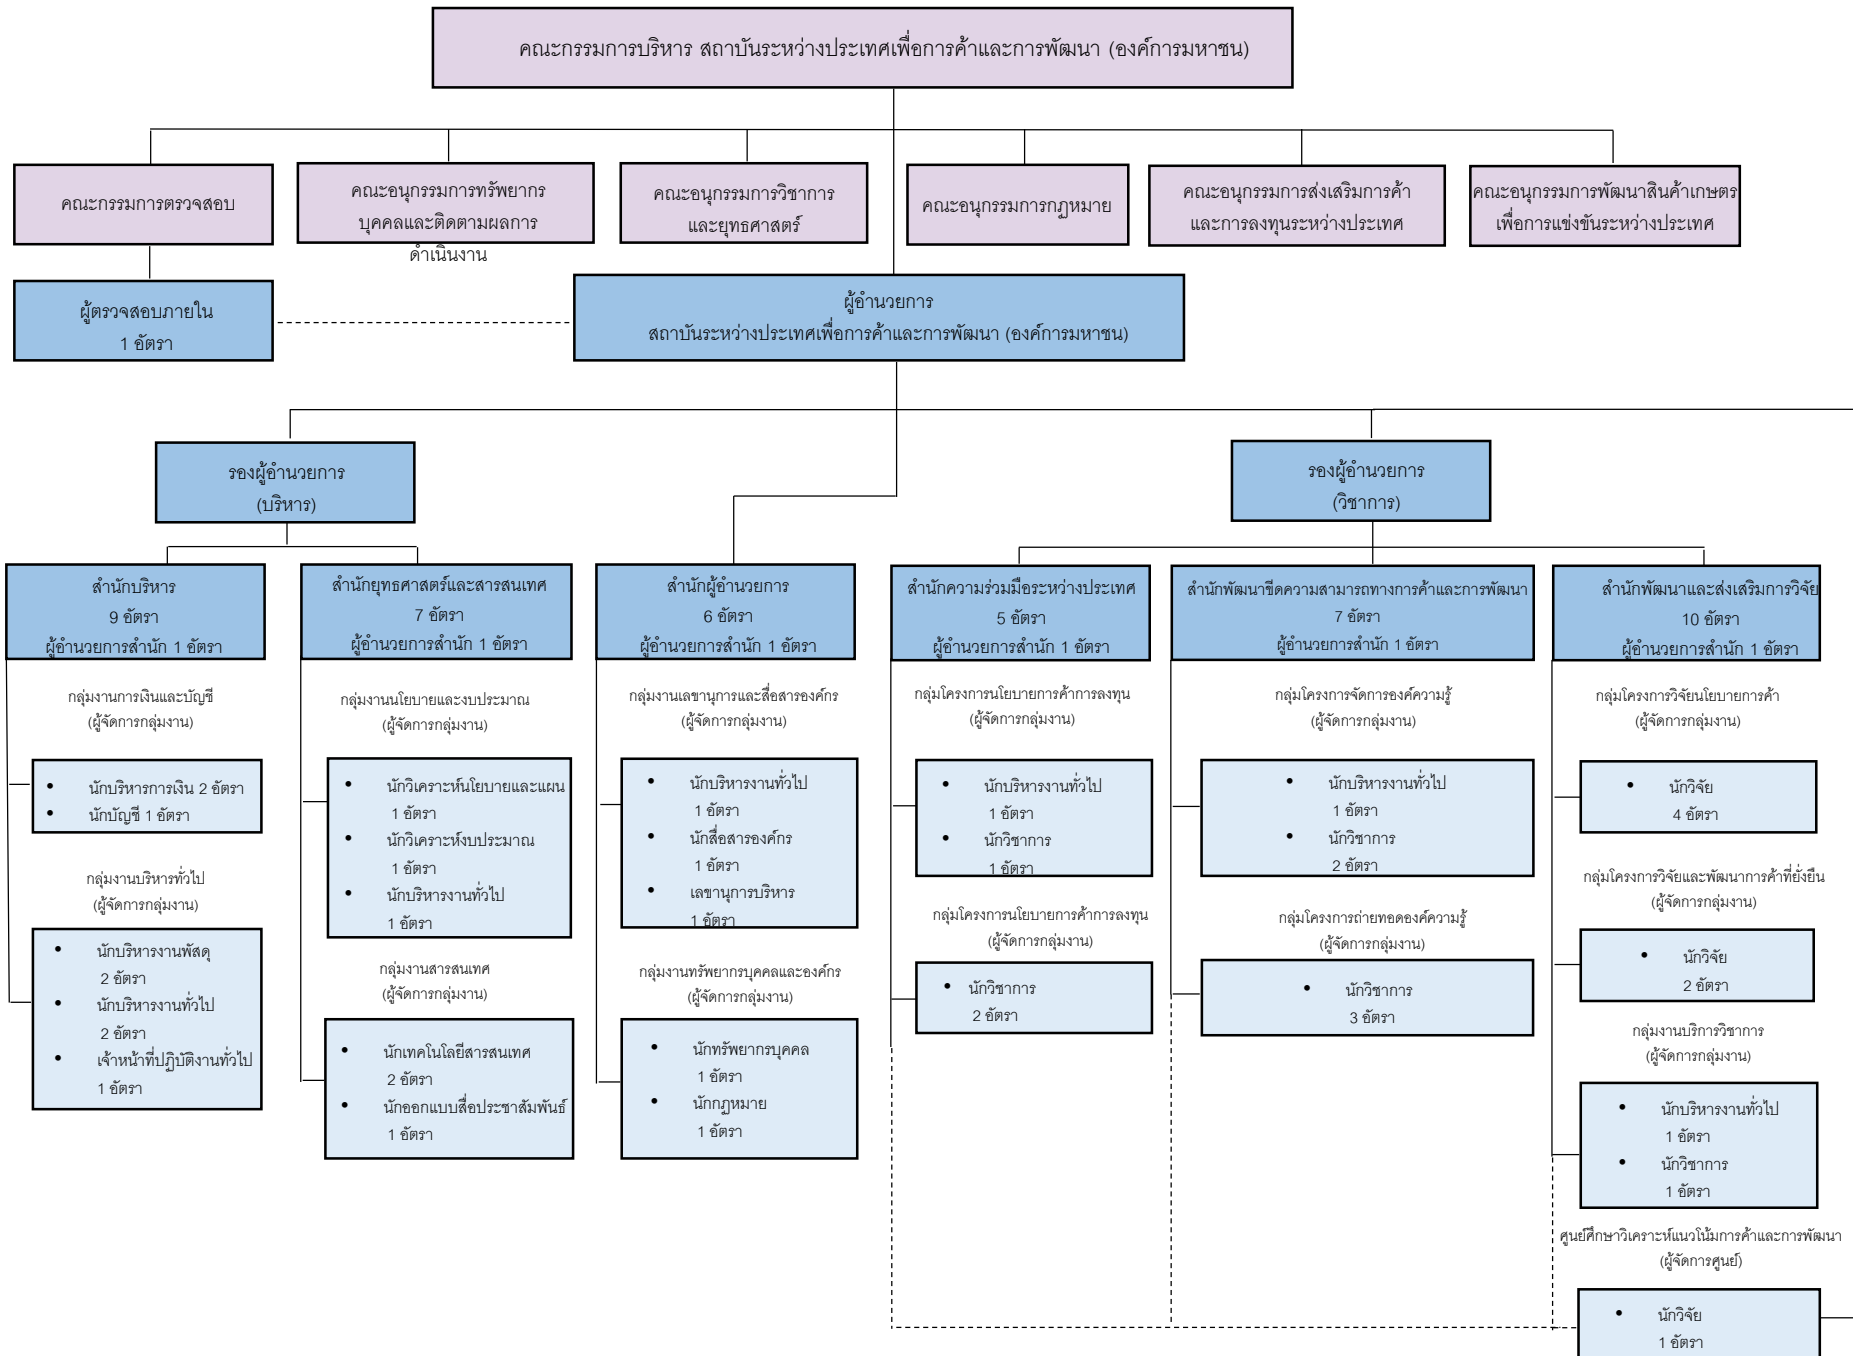 คณะกรรมการบริหาร สถาบันระหว่างประเทศเพื่อการค้าและการพัฒนา (องค์การมหาชน)
คณะกรรมการตรวจสอบ
คณะอนุกรรมการทรัพยากร
บุคคลและติดตามผลการ
ดำเนินงาน
คณะอนุกรรมการวิชาการ
และยุทธศาสตร์
คณะอนุกรรมการกฎหมาย
คณะอนุกรรมการส่งเสริมการค้า
และการลงทุนระหว่างประเทศ
คณะอนุกรรมการพัฒนาสินค้าเกษตร
เพื่อการแข่งขันระหว่างประเทศ
ผู้ตรวจสอบภายใน
1 อัตรา
ผู้อำนวยการ
สถาบันระหว่างประเทศเพื่อการค้าและการพัฒนา (องค์การมหาชน)
รองผู้อำนวยการ
(บริหาร)
รองผู้อำนวยการ
(วิชาการ)
สำนักบริหาร
9 อัตรา
ผู้อำนวยการสำนัก 1 อัตรา
กลุ่มงานการเงินและบัญชี
(ผู้จัดการกลุ่มงาน)
• นักบริหารการเงิน 2 อัตรา
• นักบัญชี 1 อัตรา
กลุ่มงานบริหารทั่วไป
(ผู้จัดการกลุ่มงาน)
• นักบริหารงานพัสดุ
2 อัตรา
• นักบริหารงานทั่วไป
2 อัตรา
• เจ้าหน้าที่ปฏิบัติงานทั่วไป
1 อัตรา
สำนักยุทธศาสตร์และสารสนเทศ
7 อัตรา
ผู้อำนวยการสำนัก 1 อัตรา
กลุ่มงานนโยบายและงบประมาณ
(ผู้จัดการกลุ่มงาน)
• นักวิเคราะห์นโยบายและแผน
1 อัตรา
• นักวิเคราะห์งบประมาณ
1 อัตรา
• นักบริหารงานทั่วไป
1 อัตรา
กลุ่มงานสารสนเทศ
(ผู้จัดการกลุ่มงาน)
• นักเทคโนโลยีสารสนเทศ
2 อัตรา
• นักออกแบบสื่อประชาสัมพันธ์
1 อัตรา
สำนักผู้อำนวยการ
6 อัตรา
ผู้อำนวยการสำนัก 1 อัตรา
กลุ่มงานเลขานุการและสื่อสารองค์กร
(ผู้จัดการกลุ่มงาน)
• นักบริหารงานทั่วไป
1 อัตรา
• นักสื่อสารองค์กร
1 อัตรา
• เลขานุการบริหาร
1 อัตรา
กลุ่มงานทรัพยากรบุคคลและองค์กร
(ผู้จัดการกลุ่มงาน)
• นักทรัพยากรบุคคล
1 อัตรา
• นักกฎหมาย
1 อัตรา
สำนักความร่วมมือระหว่างประเทศ
5 อัตรา
ผู้อำนวยการสำนัก 1 อัตรา
กลุ่มโครงการนโยบายการค้าการลงทุน
(ผู้จัดการกลุ่มงาน)
• นักบริหารงานทั่วไป
1 อัตรา
• นักวิชาการ
1 อัตรา
กลุ่มโครงการนโยบายการค้าการลงทุน
(ผู้จัดการกลุ่มงาน)
• นักวิชาการ
2 อัตรา
สำนักพัฒนาขีดความสามารถทางการค้าและการพัฒนา
7 อัตรา
ผู้อำนวยการสำนัก 1 อัตรา
กลุ่มโครงการจัดการองค์ความรู้
(ผู้จัดการกลุ่มงาน)
• นักบริหารงานทั่วไป
1 อัตรา
• นักวิชาการ
2 อัตรา
กลุ่มโครงการถ่ายทอดองค์ความรู้
(ผู้จัดการกลุ่มงาน)
• นักวิชาการ
3 อัตรา
สำนักพัฒนาและส่งเสริมการวิจัย
10 อัตรา
ผู้อำนวยการสำนัก 1 อัตรา
กลุ่มโครงการวิจัยนโยบายการค้า
(ผู้จัดการกลุ่มงาน)
• นักวิจัย
4 อัตรา
กลุ่มโครงการวิจัยและพัฒนาการค้าที่ยั่งยืน
(ผู้จัดการกลุ่มงาน)
• นักวิจัย
2 อัตรา
กลุ่มงานบริการวิชาการ
(ผู้จัดการกลุ่มงาน)
• นักบริหารงานทั่วไป
1 อัตรา
• นักวิชาการ
1 อัตรา
ศูนย์ศึกษาวิเคราะห์แนวโน้มการค้าและการพัฒนา
(ผู้จัดการศูนย์)
• นักวิจัย
1 อัตรา